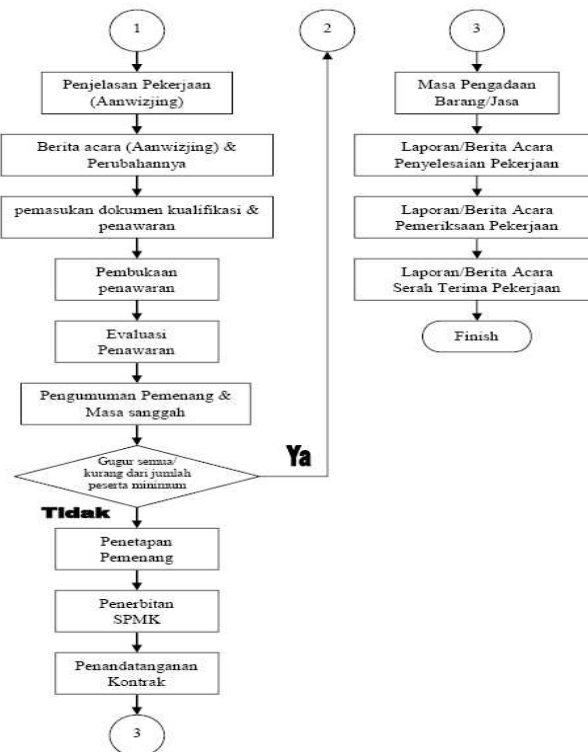 1
Penjelasan Pekerjaan
(Aanwizjing)
Berita acara (Aanwizjing) &
Perubahannya
pemasukan dokumen kualifikasi &
penawaran
Pembukaan
penawaran
Evaluasi
Penawaran
Pengumuman Pemenang &
Masa sanggah
Gugur semua/
kurang dari jumlah
peserta minimum
Ya
Tidak
Penetapan
Pemenang
Penerbitan
SPMK
Penandatanganan
Kontrak
3
2
3
Masa Pengadaan
Barang/Jasa
Laporan/Berita Acara
Penyelesaian Pekerjaan
Laporan/Berita Acara
Pemeriksaan Pekerjaan
Laporan/Berita Acara
Serah Terima Pekerjaan
Finish